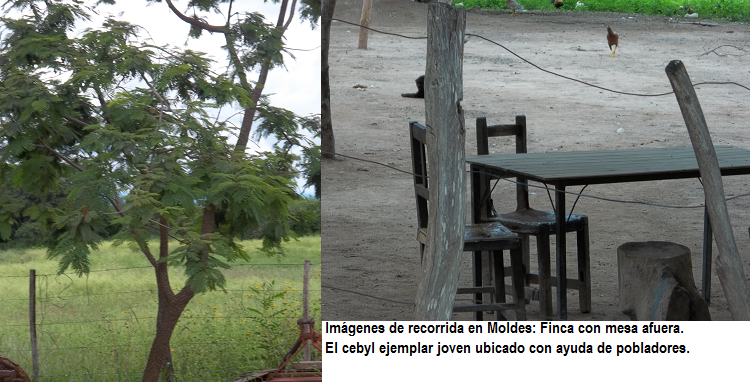 Imágenes de recorrida en Moldes: Finca con mesa afuera.
El cebyl ejemplar joven ubicado con ayuda de pobladores.